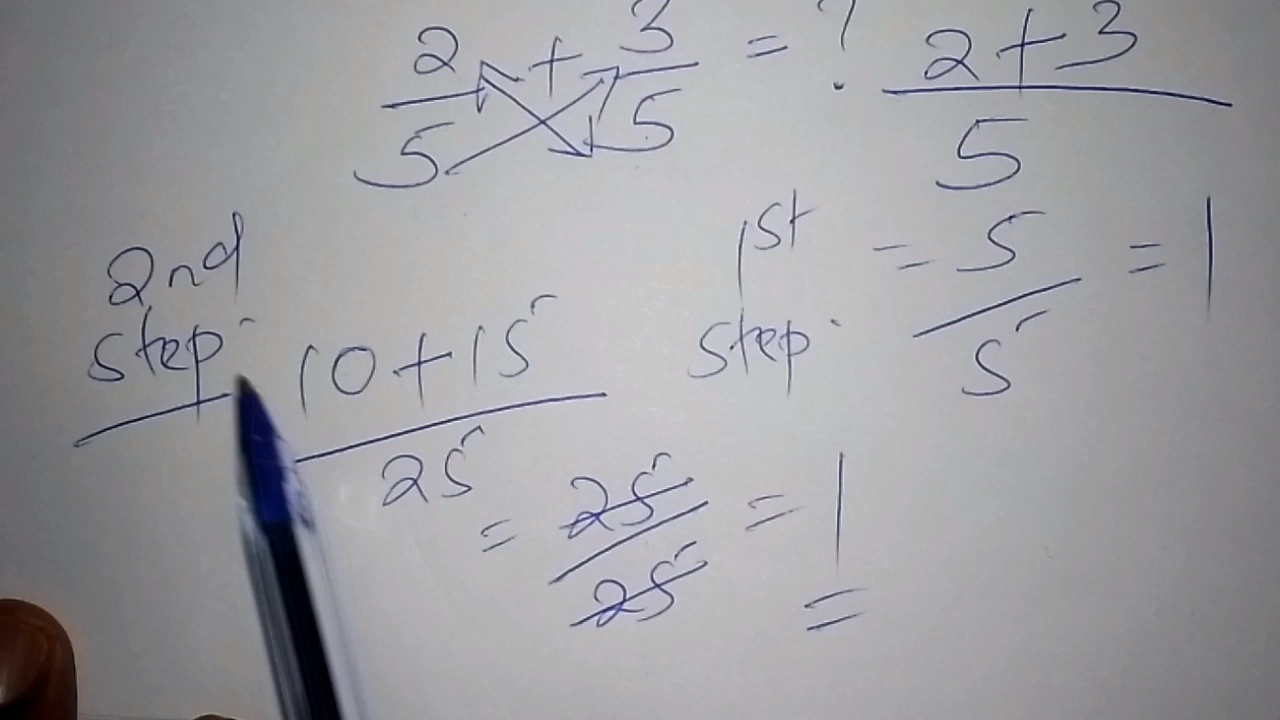 2/5 + 3/5 = ? (2+3)/5
1st step: = 5/5 = 1
2nd step: (10+15)/25
= 25/25 = 1
=